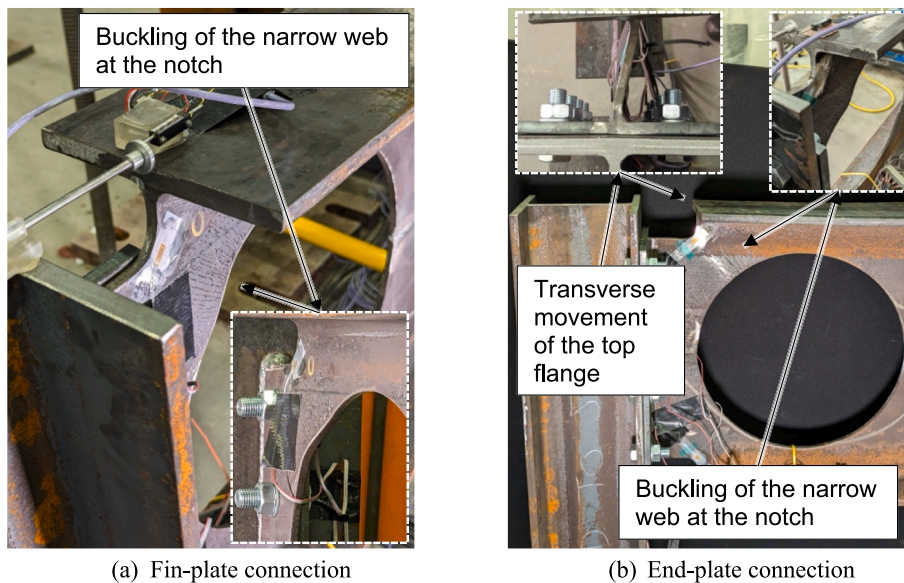 Buckling of the narrow web
at the notch
Transverse
movement
of the top
flange
Buckling of the narrow
web at the notch
(a) Fin-plate connection
(b) End-plate connection